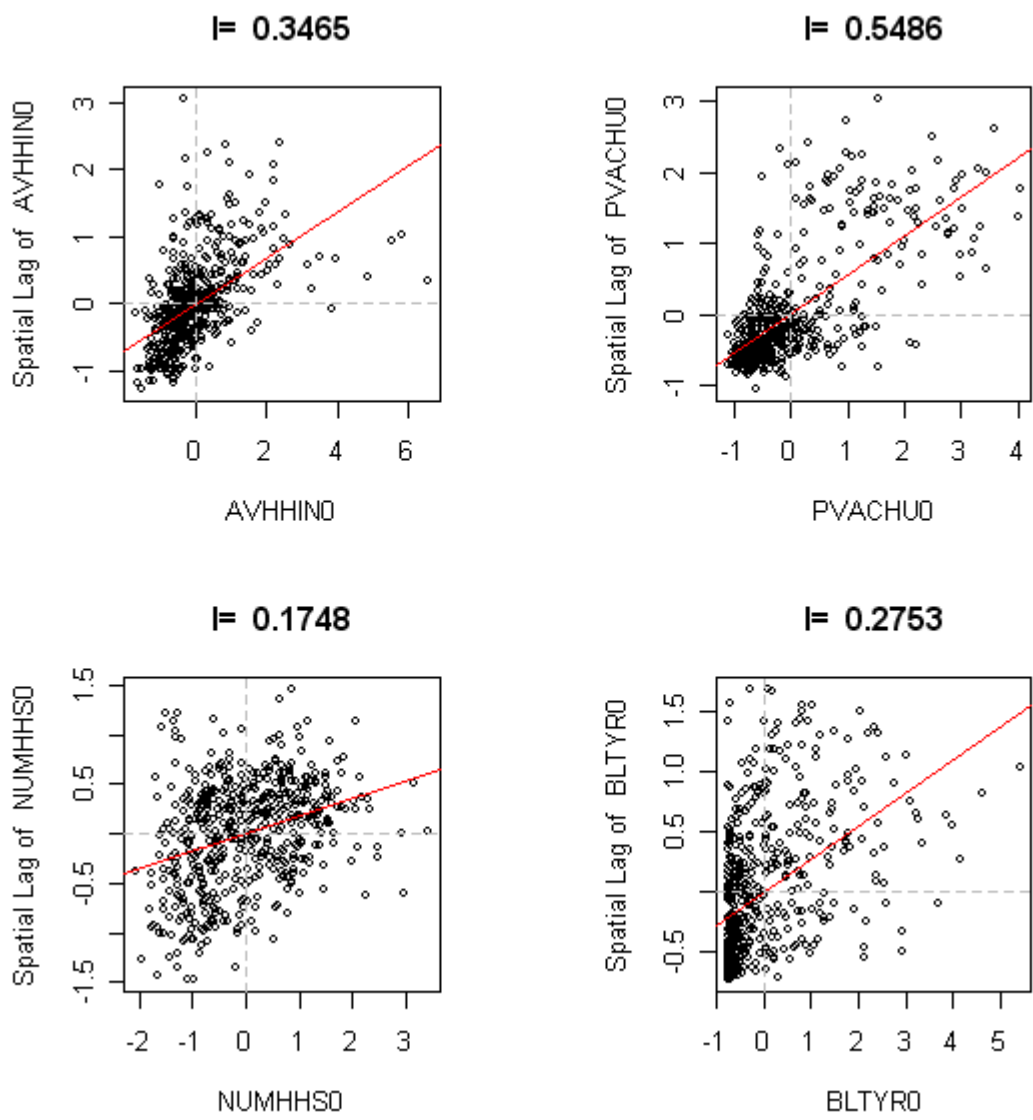 I= 0.3465
Spatial Lag of AVHHIN0
3
2
1
0
-1
0 2 4 6
AVHHIN0
I= 0.5486
Spatial Lag of PVACHU0
3
2
1
0
-1
-1 0 1 2 3 4
PVACHU0
I= 0.1748
Spatial Lag of NUMHHS0
1.5
0.5
-0.5
-1.5
-2 -1 0 1 2 3
NUMHHS0
I= 0.2753
Spatial Lag of BLTYR0
1.5
1.0
0.5
-0.5
-1 0 1 2 3 4 5
BLTYR0